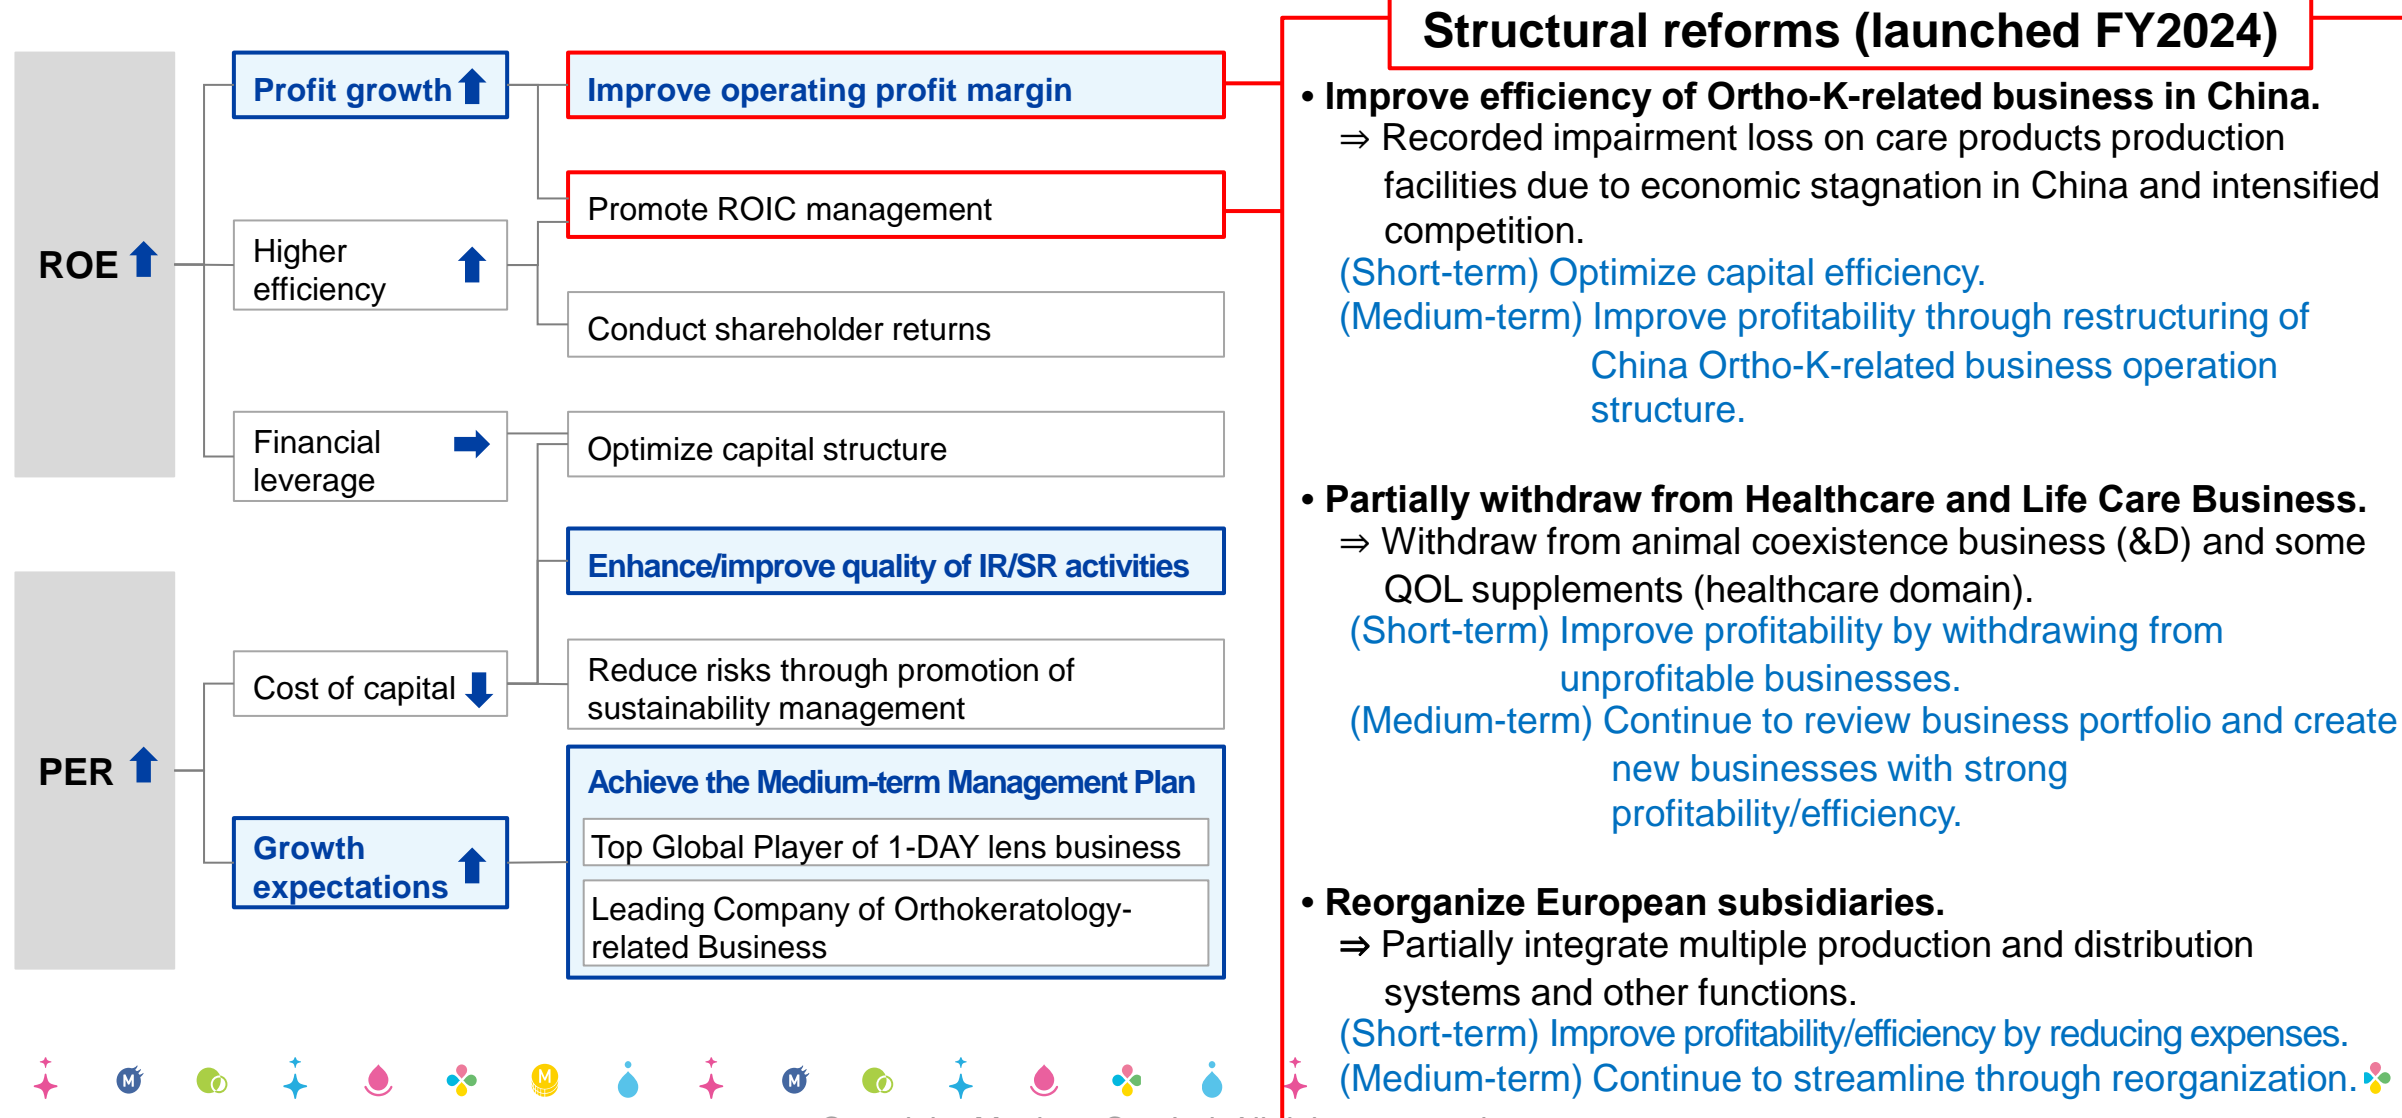 ROE
Profit growth
Higher
efficiency
Financial
leverage
Improve operating profit margin
Promote ROIC management
Conduct shareholder returns
Optimize capital structure
Enhance/improve quality of IR/SR activities
PER
Cost of capital
Growth
expectations
Reduce risks through promotion of
sustainability management
Achieve the Medium-term Management Plan
Top Global Player of 1-DAY lens business
Leading Company of Orthokeratology-
related Business
Structural reforms (launched FY2024)
• Improve efficiency of Ortho-K-related business in China.
⇒ Recorded impairment loss on care products production
facilities due to economic stagnation in China and intensified
competition.
(Short-term) Optimize capital efficiency.
(Medium-term) Improve profitability through restructuring of
China Ortho-K-related business operation
structure.
• Partially withdraw from Healthcare and Life Care Business.
⇒ Withdraw from animal coexistence business (&D) and some
QOL supplements (healthcare domain).
(Short-term) Improve profitability by withdrawing from
unprofitable businesses.
(Medium-term) Continue to review business portfolio and create
new businesses with strong
profitability/efficiency.
• Reorganize European subsidiaries.
⇒ Partially integrate multiple production and distribution
systems and other functions.
(Short-term) Improve profitability/efficiency by reducing expenses.
(Medium-term) Continue to streamline through reorganization.
M
M
M